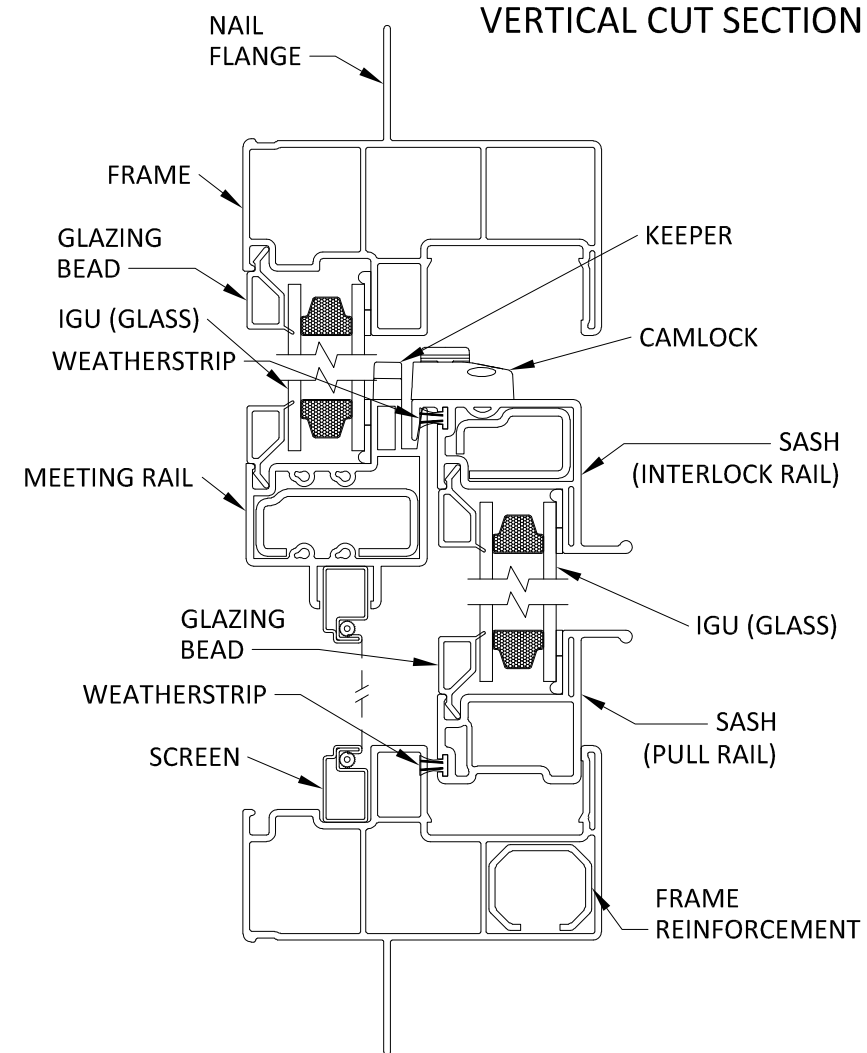 VERTICAL CUT SECTION
NAIL
FLANGE
FRAME
GLAZING
BEAD
KEEPER
IGU (GLASS)
CAMLOCK
WEATHERSTRIP
SASH
(INTERLOCK RAIL)
MEETING RAIL
GLAZING
BEAD
IGU (GLASS)
WEATHERSTRIP
SASH
(PULL RAIL)
SCREEN
FRAME
REINFORCEMENT